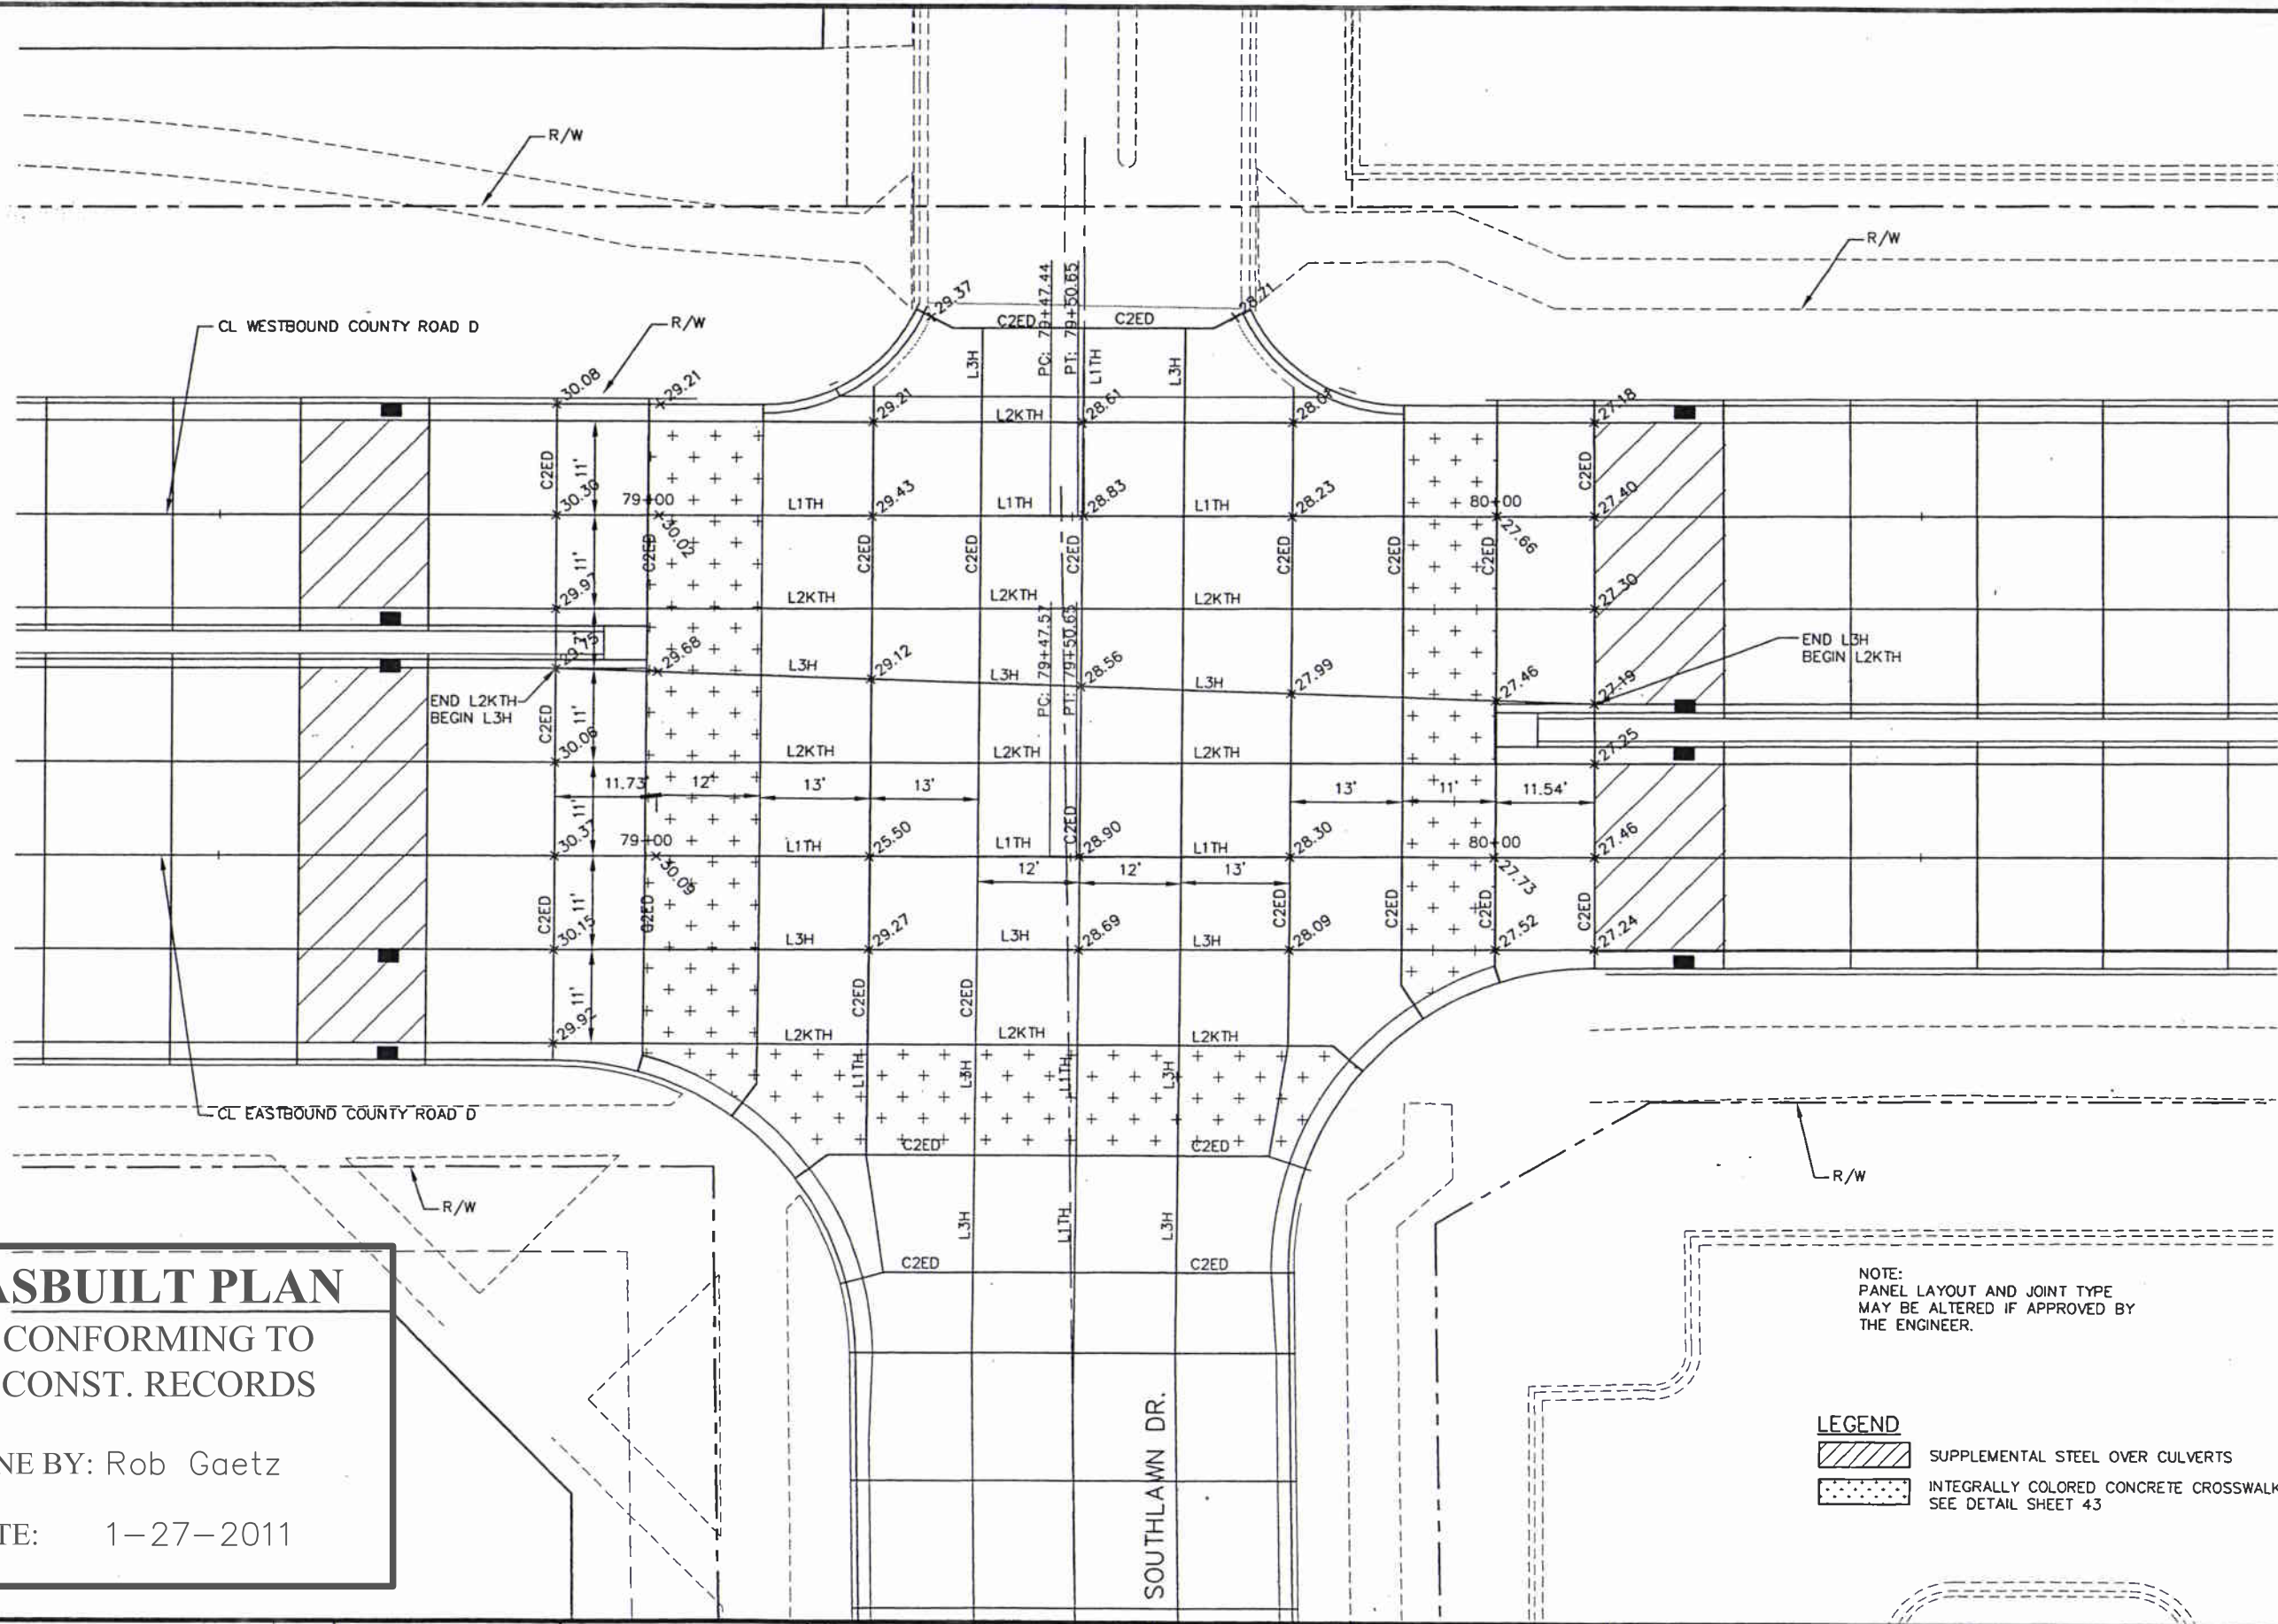 R/W
R/W
CL WESTBOUND COUNTY ROAD D
R/W
29.37
PC: 79+47.44
PT: 79+50.65
28.71
C2ED
C2ED
L3H
L1TH
L3H
30.08
29.21
29.21
L2KTH
28.61
27.18
C2ED
11'
30.30
79+00
30.02
L1TH
29.43
L1TH
28.83
L1TH
28.23
80+00
27.66
C2ED
27.40
11'
C2ED
C2ED
C2ED
C2ED
C2ED
C2ED
C2ED
29.97
L2KTH
L2KTH
L2KTH
27.30
PC: 79+47.57
PT: 79+50.65
7'
29.75
29.68
L3H
29.12
L3H
28.56
L3H
27.99
27.46
27.19
END L3H
BEGIN L2KTH
END L2KTH
BEGIN L3H
C2ED
11'
30.06
L2KTH
L2KTH
L2KTH
27.25
11.73'
12'
13'
13'
13'
11'
11.54'
11'
30.37
79+00
30.09
L1TH
25.50
L1TH
C2ED
28.90
L1TH
28.30
80+00
27.73
27.46
12'
12'
13'
C2ED
11'
C2ED
C2ED
C2ED
C2ED
C2ED
30.15
L3H
29.27
L3H
28.69
L3H
28.09
27.52
27.24
11'
C2ED
C2ED
29.92
L2KTH
L2KTH
L2KTH
L1TH
L3H
L1TH
L3H
CL EASTBOUND COUNTY ROAD D
C2ED
C2ED
R/W
R/W
L3H
L1TH
L3H
C2ED
C2ED
SOUTHLAWN DR.
ASBUILT PLAN
CONFORMING TO
CONST. RECORDS
NE BY: Rob Gaetz
TE: 1-27-2011
NOTE:
PANEL LAYOUT AND JOINT TYPE
MAY BE ALTERED IF APPROVED BY
THE ENGINEER.
LEGEND
SUPPLEMENTAL STEEL OVER CULVERTS
INTEGRALLY COLORED CONCRETE CROSSWALK
SEE DETAIL SHEET 43